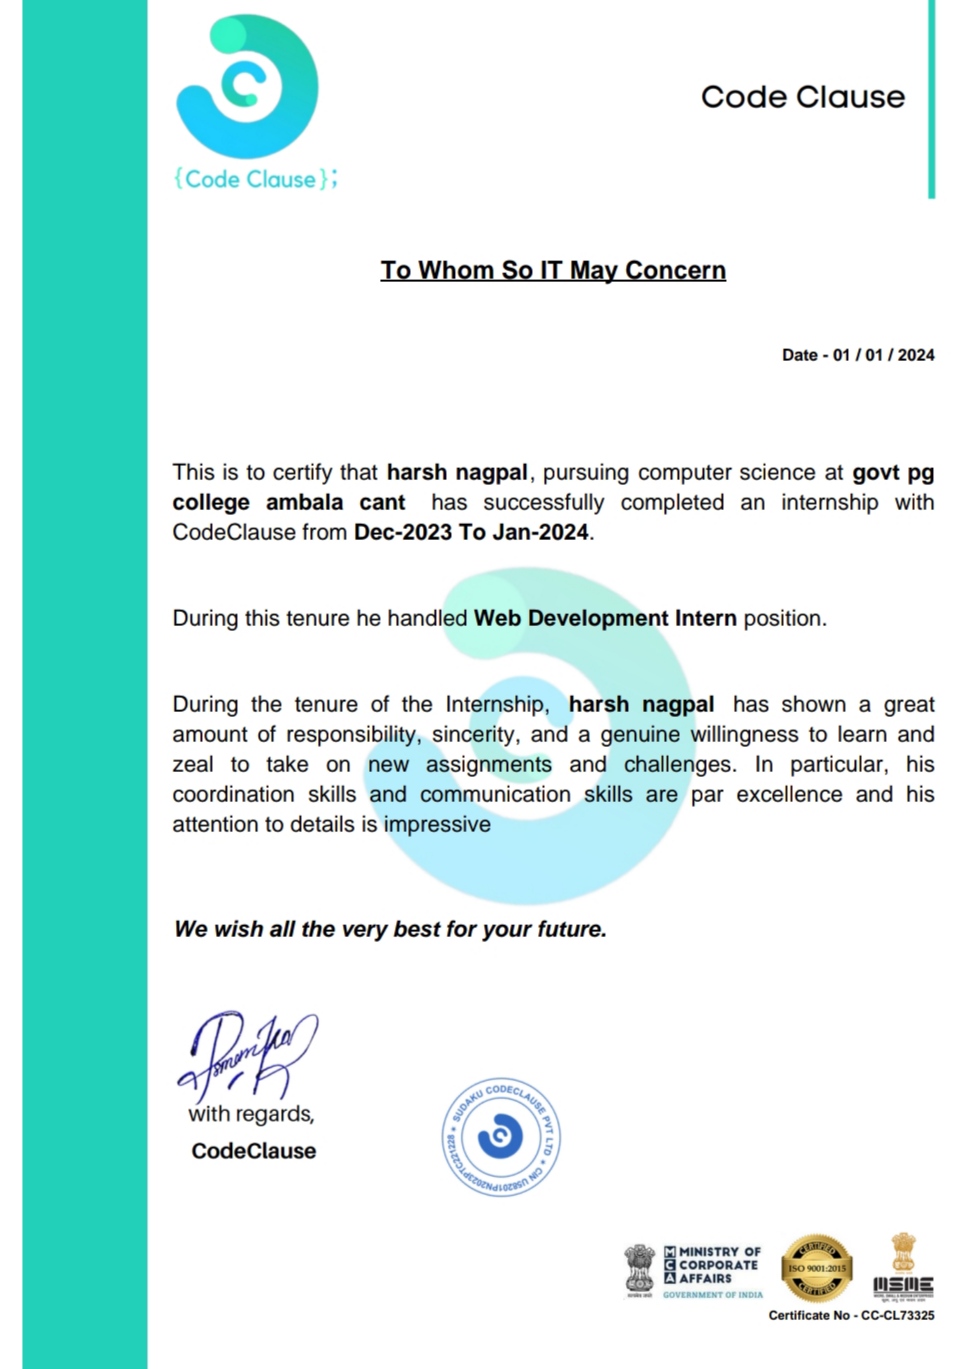 {Code Clause};
Code Clause
To Whom So IT May Concern
Date - 01 / 01 / 2024
This is to certify that harsh nagpal, pursuing computer science at govt pg
college ambala cant has successfully completed an internship with
CodeClause from Dec-2023 To Jan-2024.
During this tenure he handled Web Development Intern position.
During the tenure of the Internship, harsh nagpal has shown a great
amount of responsibility, sincerity, and a genuine willingness to learn and
zeal to take on new assignments and challenges. In particular, his
coordination skills and communication skills are par excellence and his
attention to details is impressive
We wish all the very best for your future.
with regards,
CodeClause
SUDAKU CODECLAUSE PVT LTD
CIN U58201PN2023PTC221228
MCA
MINISTRY OF
CORPORATE
AFFAIRS
GOVERNMENT OF INDIA
CERTIFIED
ISO 9001:2015
CERTIFIED
MSME
Certificate No - CC-CL73325